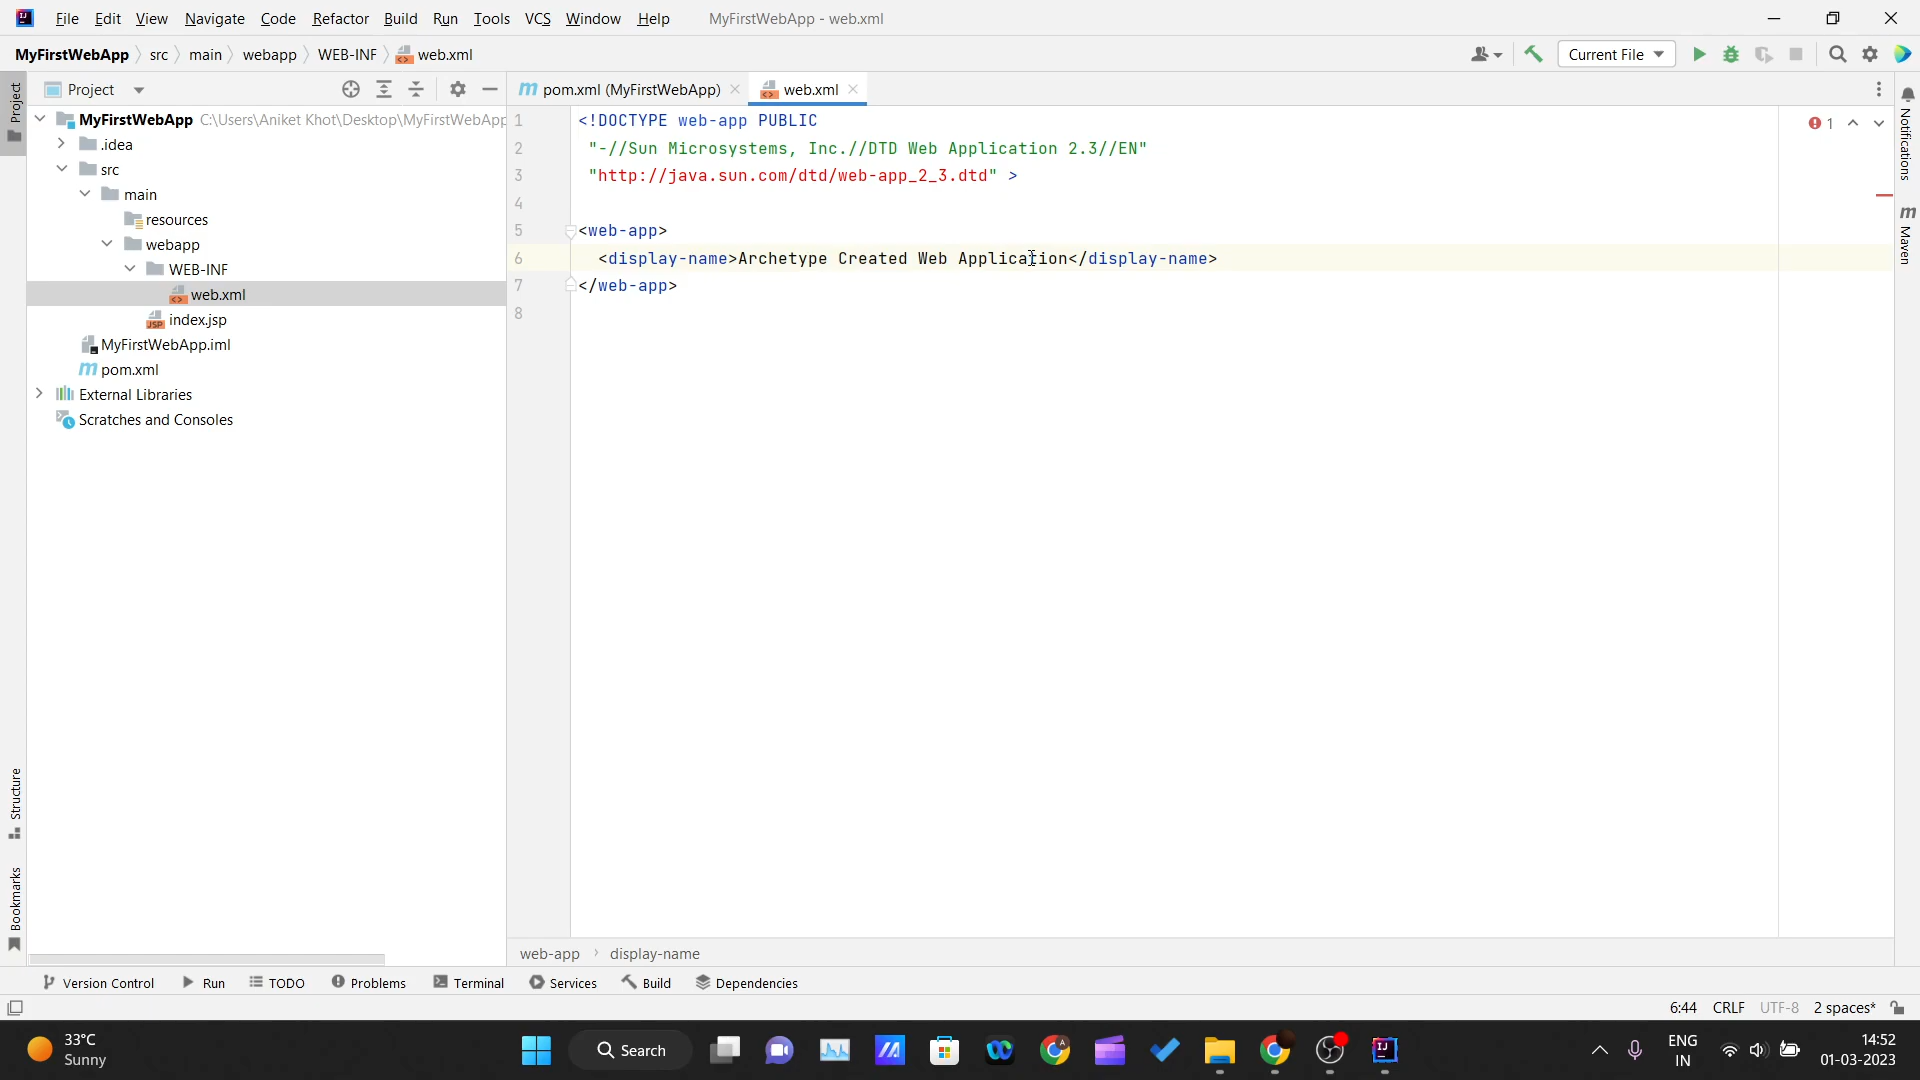 File Edit View Navigate Code Refactor Build Run Tools VCS Window Help MyFirstWebApp - web.xml
MyFirstWebApp src main webapp WEB-INF web.xml Current File
Project pom.xml (MyFirstWebApp) web.xml
Project
MyFirstWebApp C:\Users\Aniket Khot\Desktop\MyFirstWebApp
.idea
src
main
resources
webapp
WEB-INF
web.xml
index.jsp
MyFirstWebApp.iml
pom.xml
External Libraries
Scratches and Consoles
1 <!DOCTYPE web-app PUBLIC
2 "-//Sun Microsystems, Inc.//DTD Web Application 2.3//EN"
3 "http://java.sun.com/dtd/web-app_2_3.dtd" >
4
5 <web-app>
6 <display-name>Archetype Created Web Application</display-name>
7 </web-app>
8
1
Notifications
Maven
Structure
Bookmarks
web-app display-name
Version Control Run TODO Problems Terminal Services Build Dependencies
6:44 CRLF UTF-8 2 spaces*
33°C
Sunny
Search
ENG
IN
14:52
01-03-2023